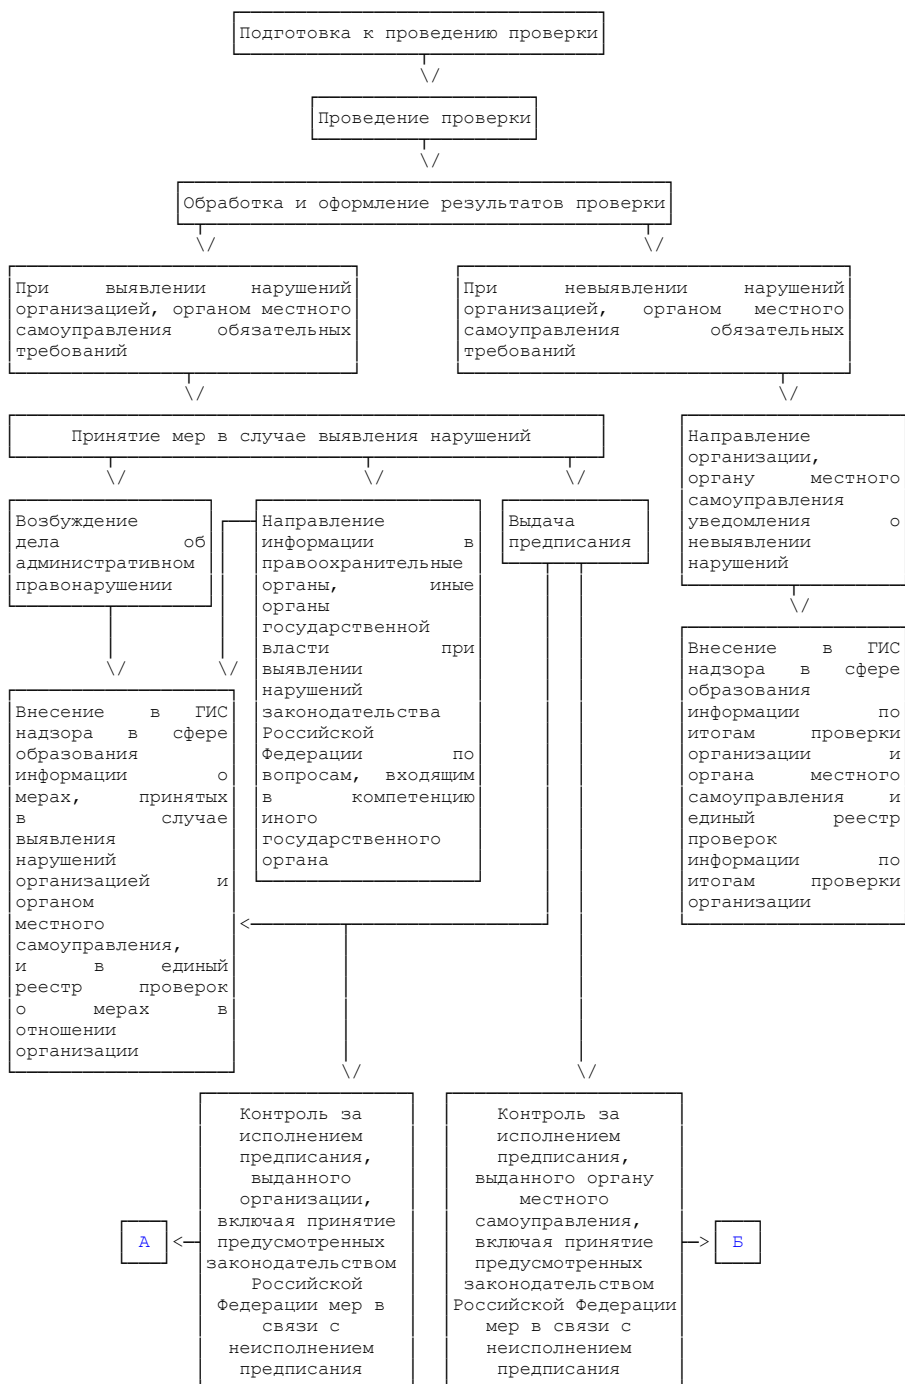 Подготовка к проведению проверки
\/
Проведение проверки
\/
Обработка и оформление результатов проверки
\/
\/
При выявлении нарушений
организацией, органом местного
самоуправления обязательных
требований
\/
При невыявлении нарушений
организацией, органом местного
самоуправления обязательных
требований
\/
Принятие мер в случае выявления нарушений
\/
\/
\/
Возбуждение
дела об
административном
правонарушении
\/
Направление
информации в
правоохранительные
органы, иные
органы
государственной
власти при
выявлении
нарушений
законодательства
Российской
Федерации по
вопросам, входящим
в компетенцию
иного
государственного
органа
\/
Выдача
предписания
Направление
организации,
органу местного
самоуправления
уведомления о
невыявлении
нарушений
\/
Внесение в ГИС
надзора в сфере
образования
информации по
итогам проверки
организации и
органа местного
самоуправления и
единый реестр
проверок
информации по
итогам проверки
организации
Внесение в ГИС
надзора в сфере
образования
информации о
мерах, принятых
в случае
выявления
нарушений
организацией и
органом
местного
самоуправления,
и в единый
реестр проверок
о мерах в
отношении
организации
<
\/
\/
Контроль за
исполнением
предписания,
выданного
организации,
включая принятие
предусмотренных
законодательством
Российской
Федерации мер в
связи с
неисполнением
предписания
<
А
Контроль за
исполнением
предписания,
выданного органу
местного
самоуправления,
включая принятие
предусмотренных
законодательством
Российской Федерации
мер в связи с
неисполнением
предписания
>
Б